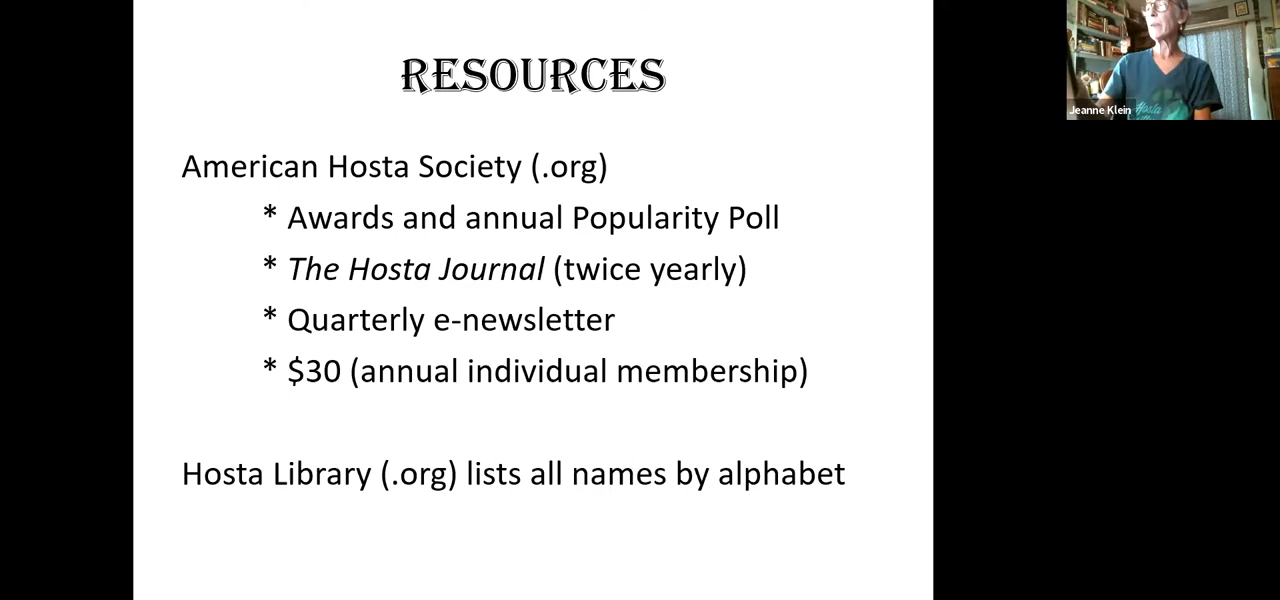 RESOURCES
American Hosta Society (.org)
* Awards and annual Popularity Poll
* The Hosta Journal (twice yearly)
* Quarterly e-newsletter
* $30 (annual individual membership)
Hosta Library (.org) lists all names by alphabet
Jeanne Klein
Hosta